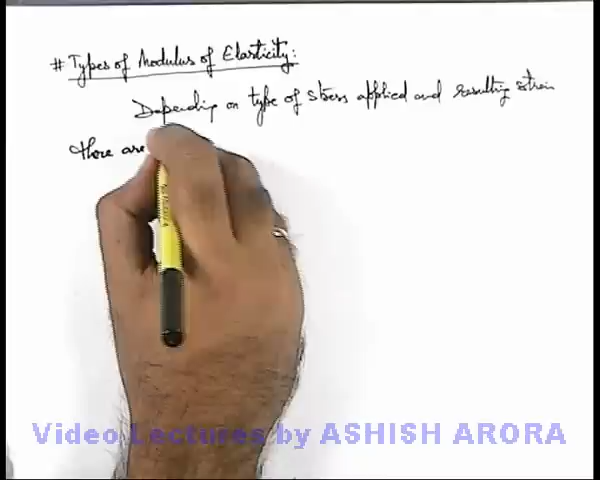 # Types of Modulus of Elasticity:
Depending on type of stress applied and resulting strain
there are
Video Lectures by ASHISH ARORA